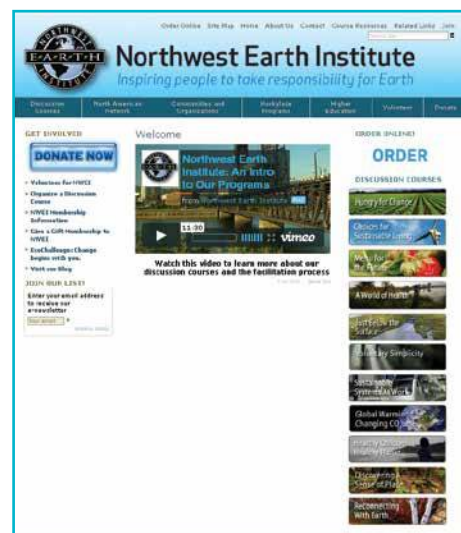 Order Online Site Map Home About Us Contact Course Resources Related Links Join
NORTHWEST
EARTH
INSTITUTE
Northwest Earth Institute
Inspiring people to take responsibility for Earth
Discussion Courses
North American Network
Communities and Organizations
Workplace Programs
Higher Education
Volunteer
Donate
GET INVOLVED
DONATE NOW
Volunteer for NWEI
Organize a Discussion
Course
NWEI Membership
Information
Give a Gift Membership to
NWEI
EcoChallenge: Change
begins with you.
Visit our Blog
JOIN OUR LIST!
Enter your email address
to receive our
e-newsletter
Welcome
Northwest Earth
Institute: An Intro
to Our Programs
from Northwest Earth Institute
11:30
vimeo
Watch this video to learn more about our
discussion courses and the facilitation process
ORDER ONLINE!
ORDER
DISCUSSION COURSES
Hungry for Change
Choices for
Sustainable Living
Menu for
the Future
A World of Health
Just Below the
Surface
Voluntary Simplicity
Sustainable
Systems At Work
Global Warming
Changing CO
Healthy Children
Healthy Planet
Discovering A
Sense of Place
Reconnecting
With Earth